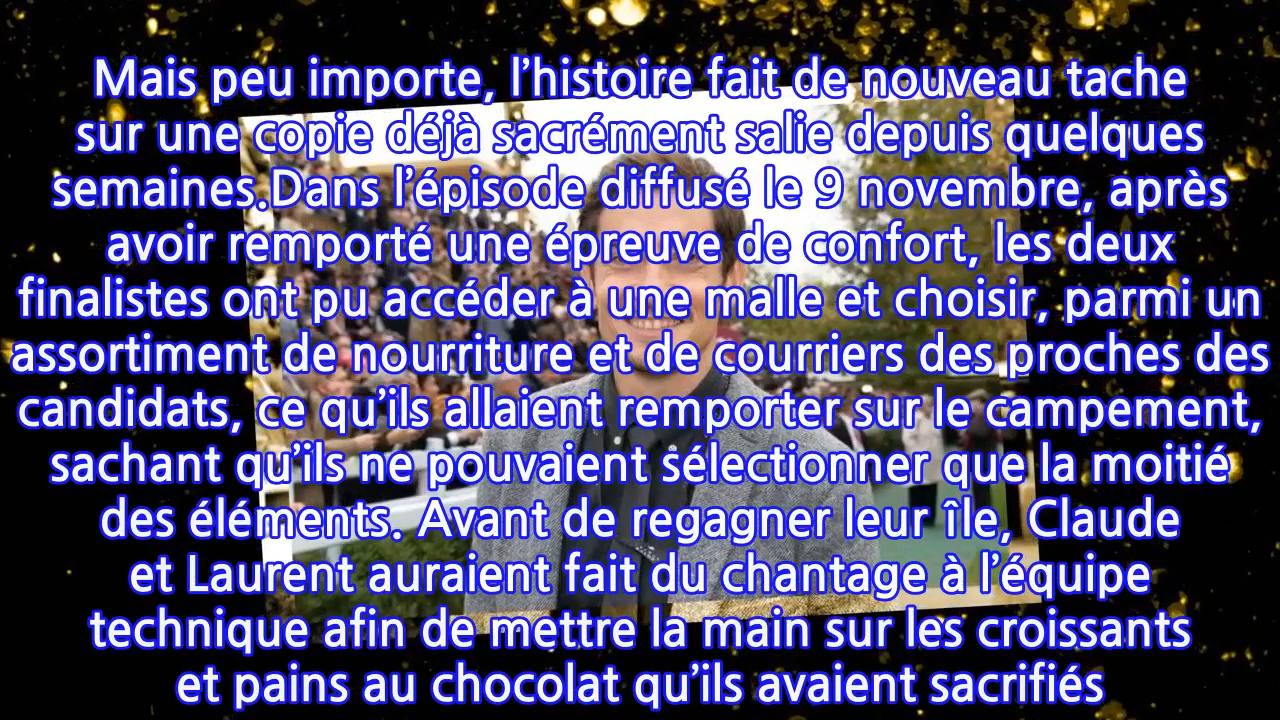 Mais peu importe, l’histoire fait de nouveau tache
sur une copie déjà sacrément salie depuis quelques
semaines.Dans l’épisode diffusé le 9 novembre, après
avoir remporté une épreuve de confort, les deux
finalistes ont pu accéder à une malle et choisir, parmi un
assortiment de nourriture et de courriers des proches des
candidats, ce qu’ils allaient remporter sur le campement,
sachant qu’ils ne pouvaient sélectionner que la moitié
des éléments. Avant de regagner leur île, Claude
et Laurent auraient fait du chantage à l’équipe
technique afin de mettre la main sur les croissants
et pains au chocolat qu’ils avaient sacrifiés